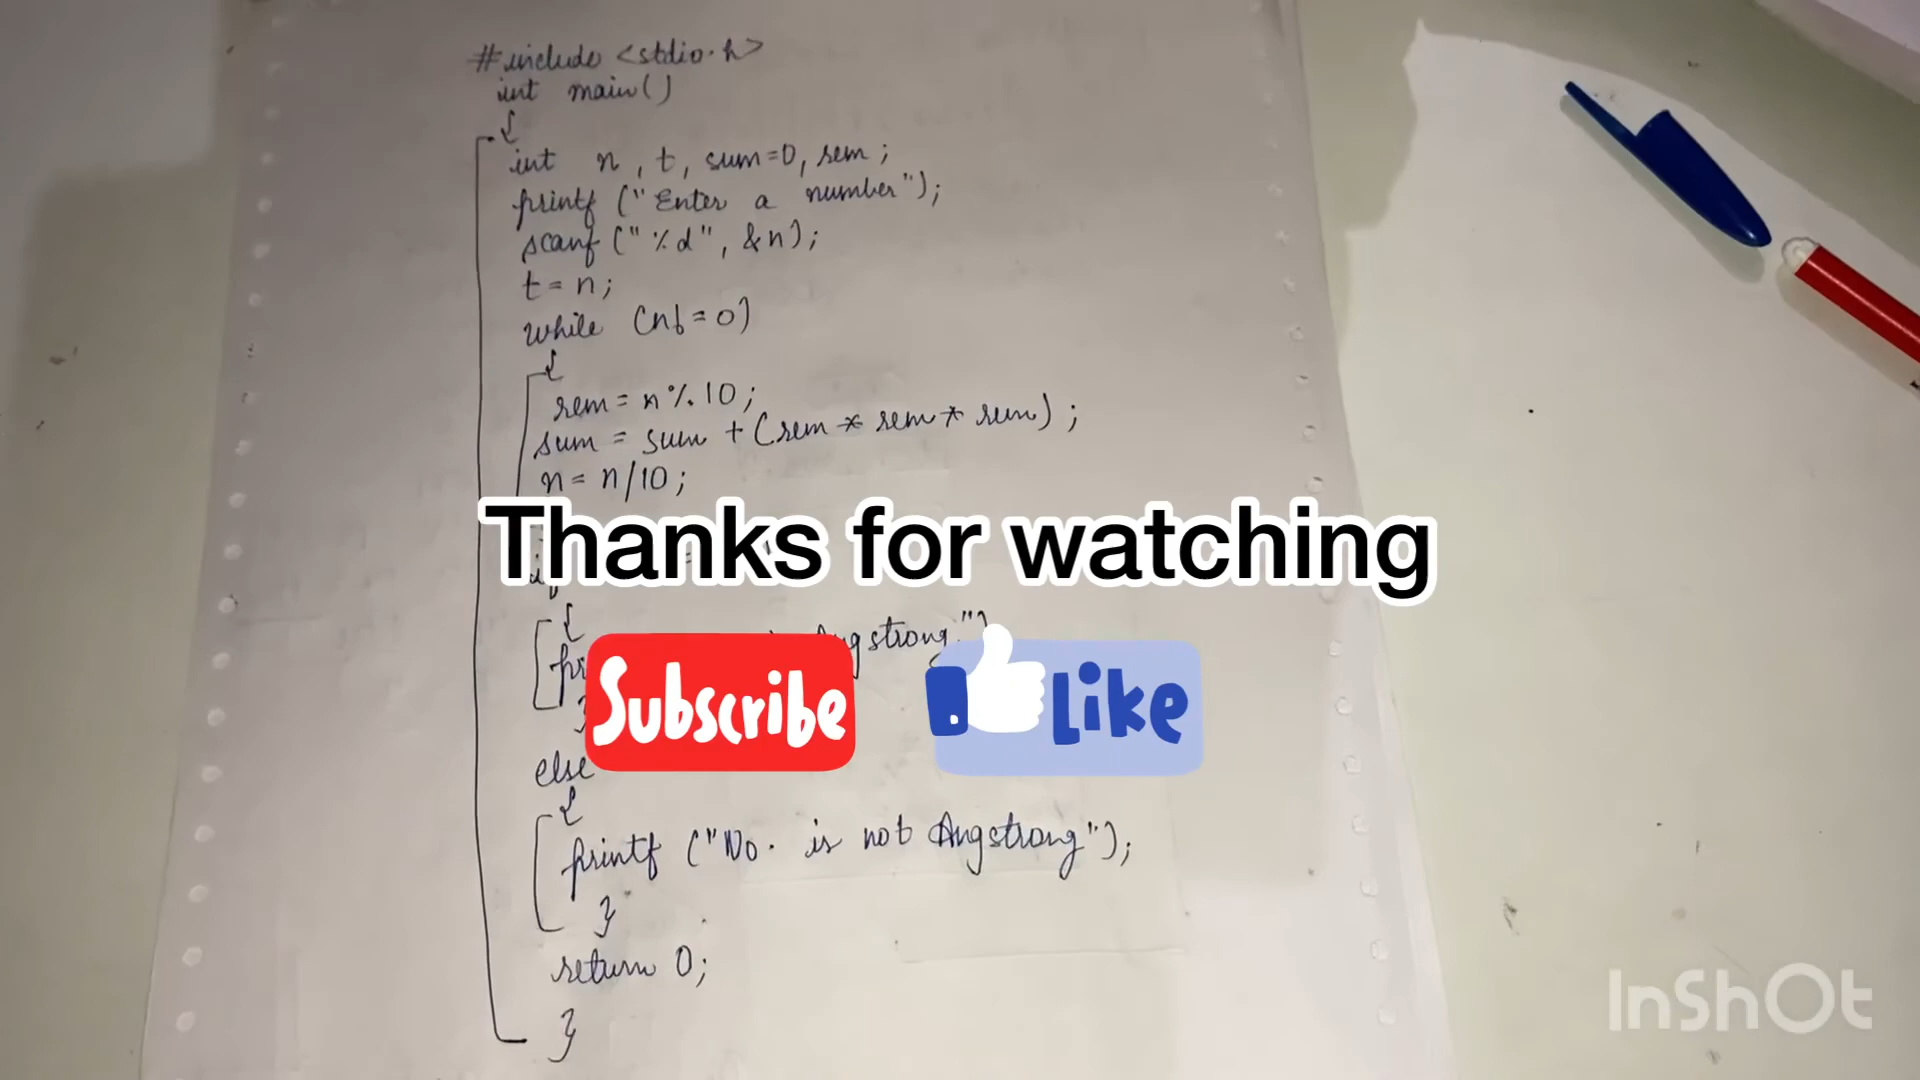 #include <stdio.h>
int main()
{
int n, t, sum=0, rem;
printf ("Enter a number");
scanf ("%d", &n);
t = n;
while (n!=0)
{
rem = n%10;
sum = sum + (rem * rem * rem);
n = n/10;
Thanks for watching
{
Angstrong")
}
Subscribe
Like
else
{
printf ("No. is not Angstrong");
}
return 0;
}
InShOt